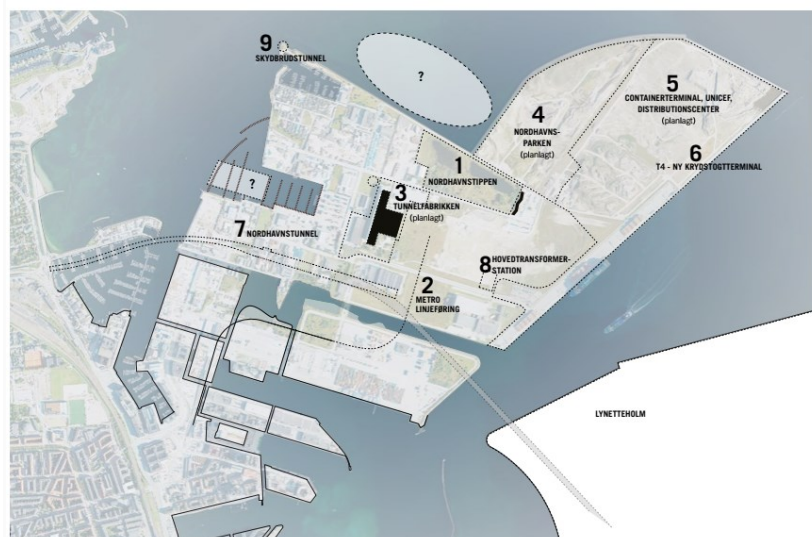 9
SKYDBRUDSTUNNEL
?
5
CONTAINERTERMINAL, UNICEF,
DISTRIBUTIONSCENTER
(planlagt)
4
NORDHAVNS-
PARKEN
(planlagt)
6
T4 - NY KRYDSTOGTTERMINAL
1
NORDHAVNSTIPPEN
?
3
TUNNELFABRIKKEN
(planlagt)
7 NORDHAVNSTUNNEL
8 HOVEDTRANSFORMER-
STATION
2
METRO
LINJEFØRING
LYNETTEHOLM